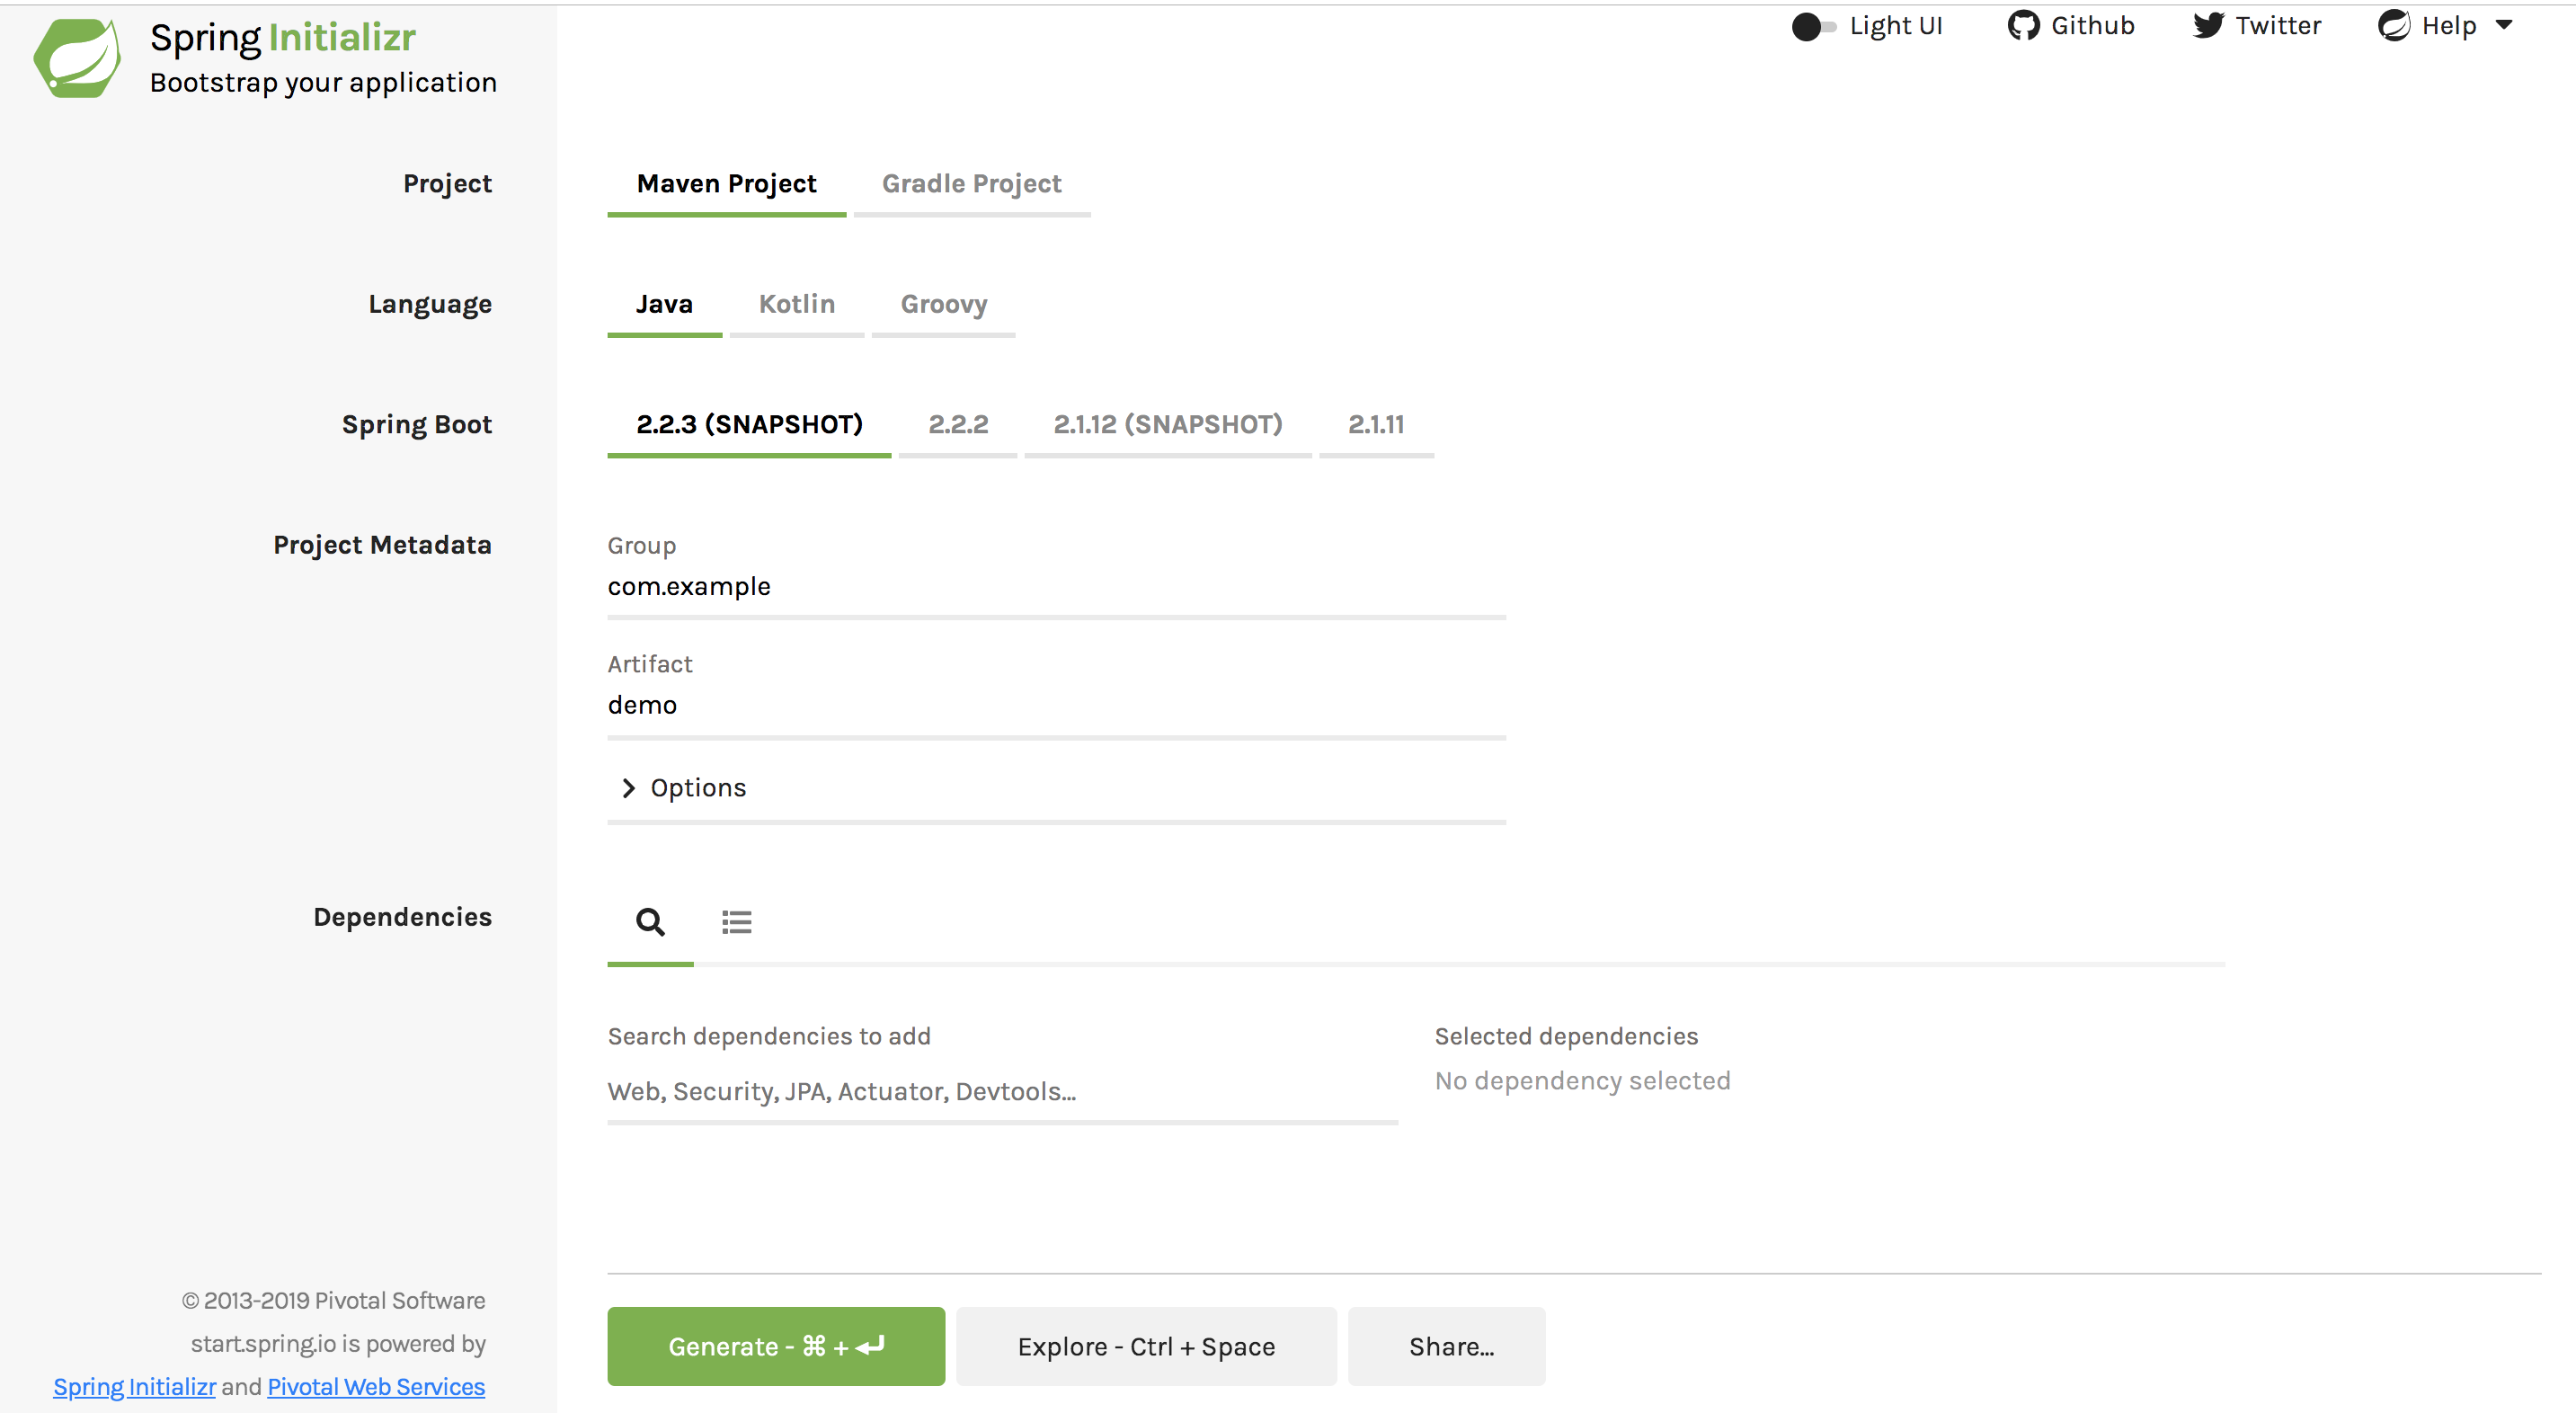 Spring Initializr
Bootstrap your application
Light UI
Github
Twitter
Help
Project
Maven Project
Gradle Project
Language
Java
Kotlin
Groovy
Spring Boot
2.2.3 (SNAPSHOT)
2.2.2
2.1.12 (SNAPSHOT)
2.1.11
Project Metadata
Group
com.example
Artifact
demo
Options
Dependencies
Search dependencies to add
Web, Security, JPA, Actuator, Devtools...
Selected dependencies
No dependency selected
© 2013-2019 Pivotal Software
start.spring.io is powered by
Spring Initializr and Pivotal Web Services
Generate - ⌘ + ↵
Explore - Ctrl + Space
Share...